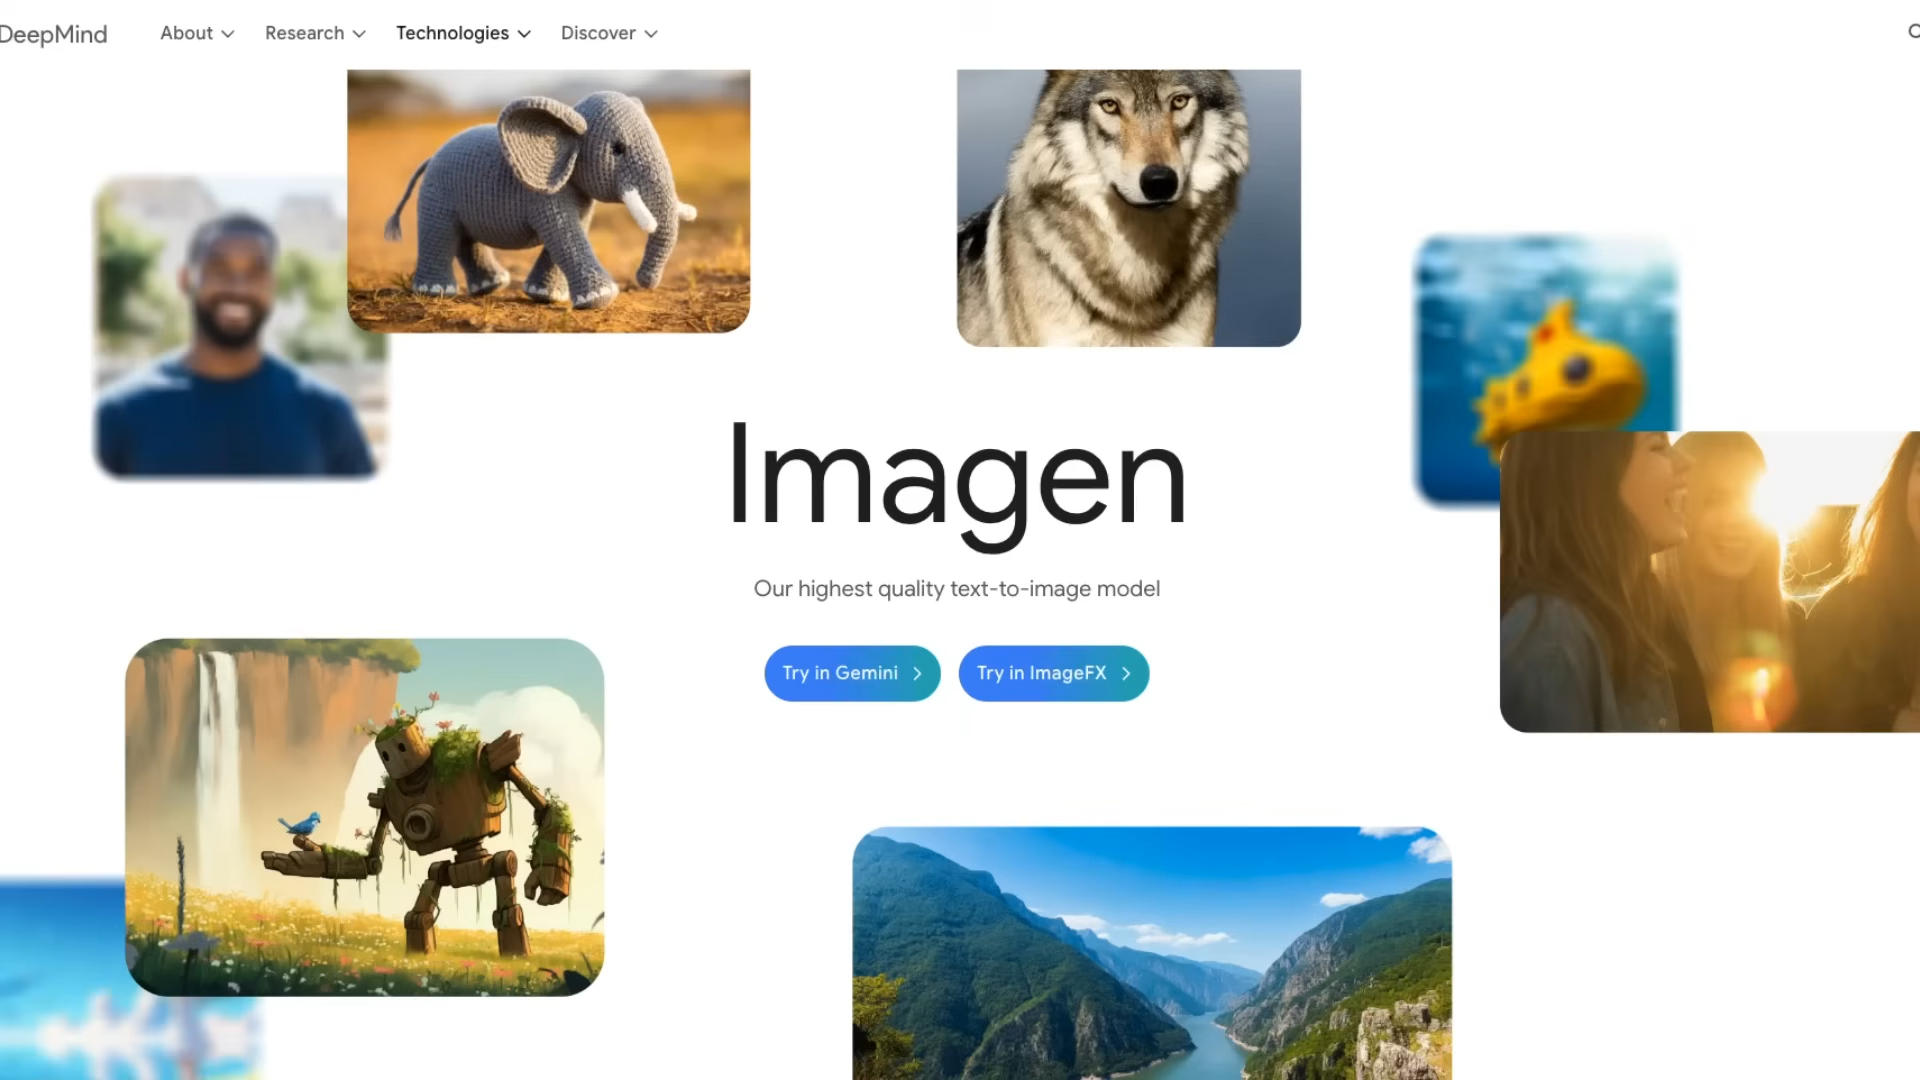 DeepMind
About
Research
Technologies
Discover
Imagen
Our highest quality text-to-image model
Try in Gemini
Try in ImageFX